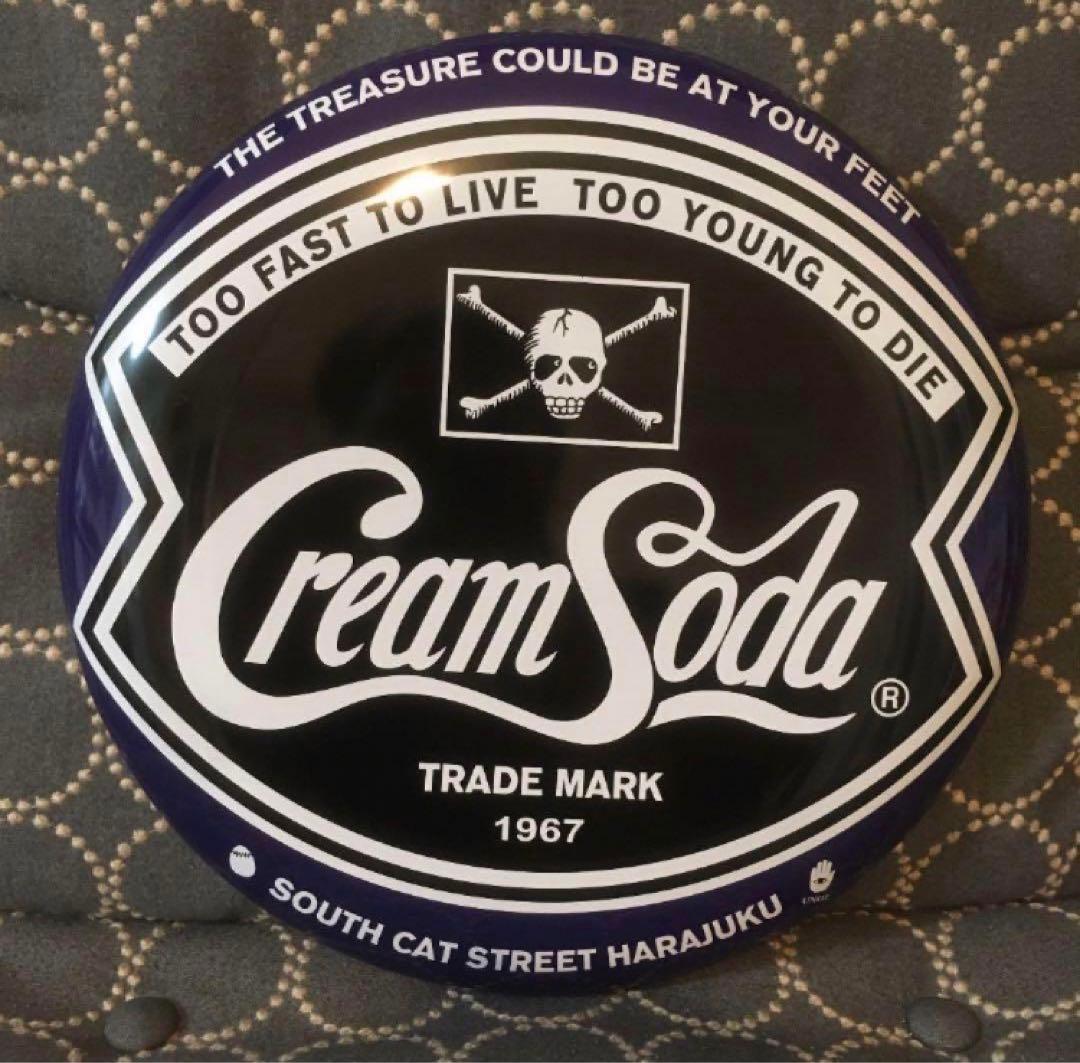 THE TREASURE COULD BE AT YOUR FEET
TOO FAST TO LIVE TOO YOUNG TO DIE
Cream Soda ®
TRADE MARK
1967
SOUTH CAT STREET HARAJUKU